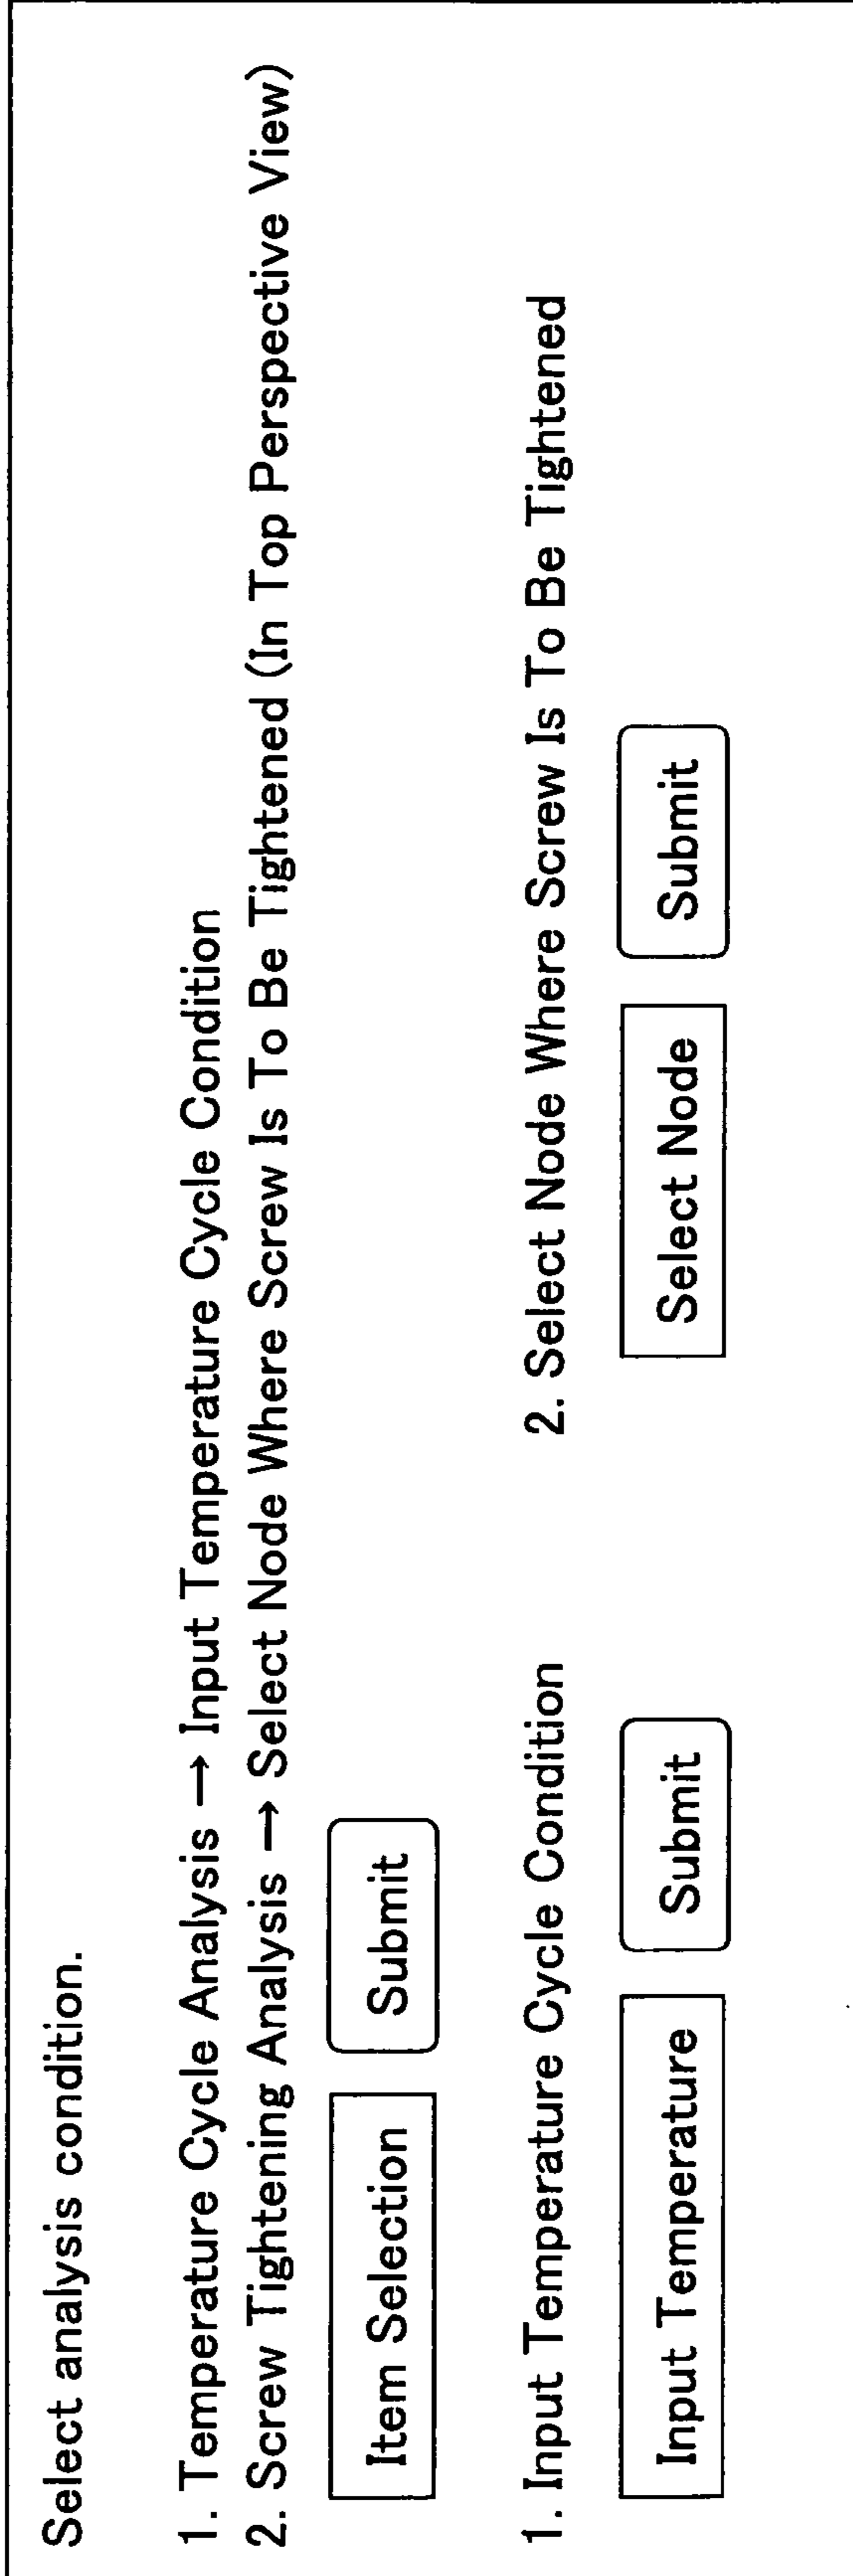 Select analysis condition.
1. Temperature Cycle Analysis → Input Temperature Cycle Condition
2. Screw Tightening Analysis → Select Node Where Screw Is To Be Tightened (In Top Perspective View)
Item Selection Submit
1. Input Temperature Cycle Condition 2. Select Node Where Screw Is To Be Tightened
Input Temperature Submit Select Node Submit